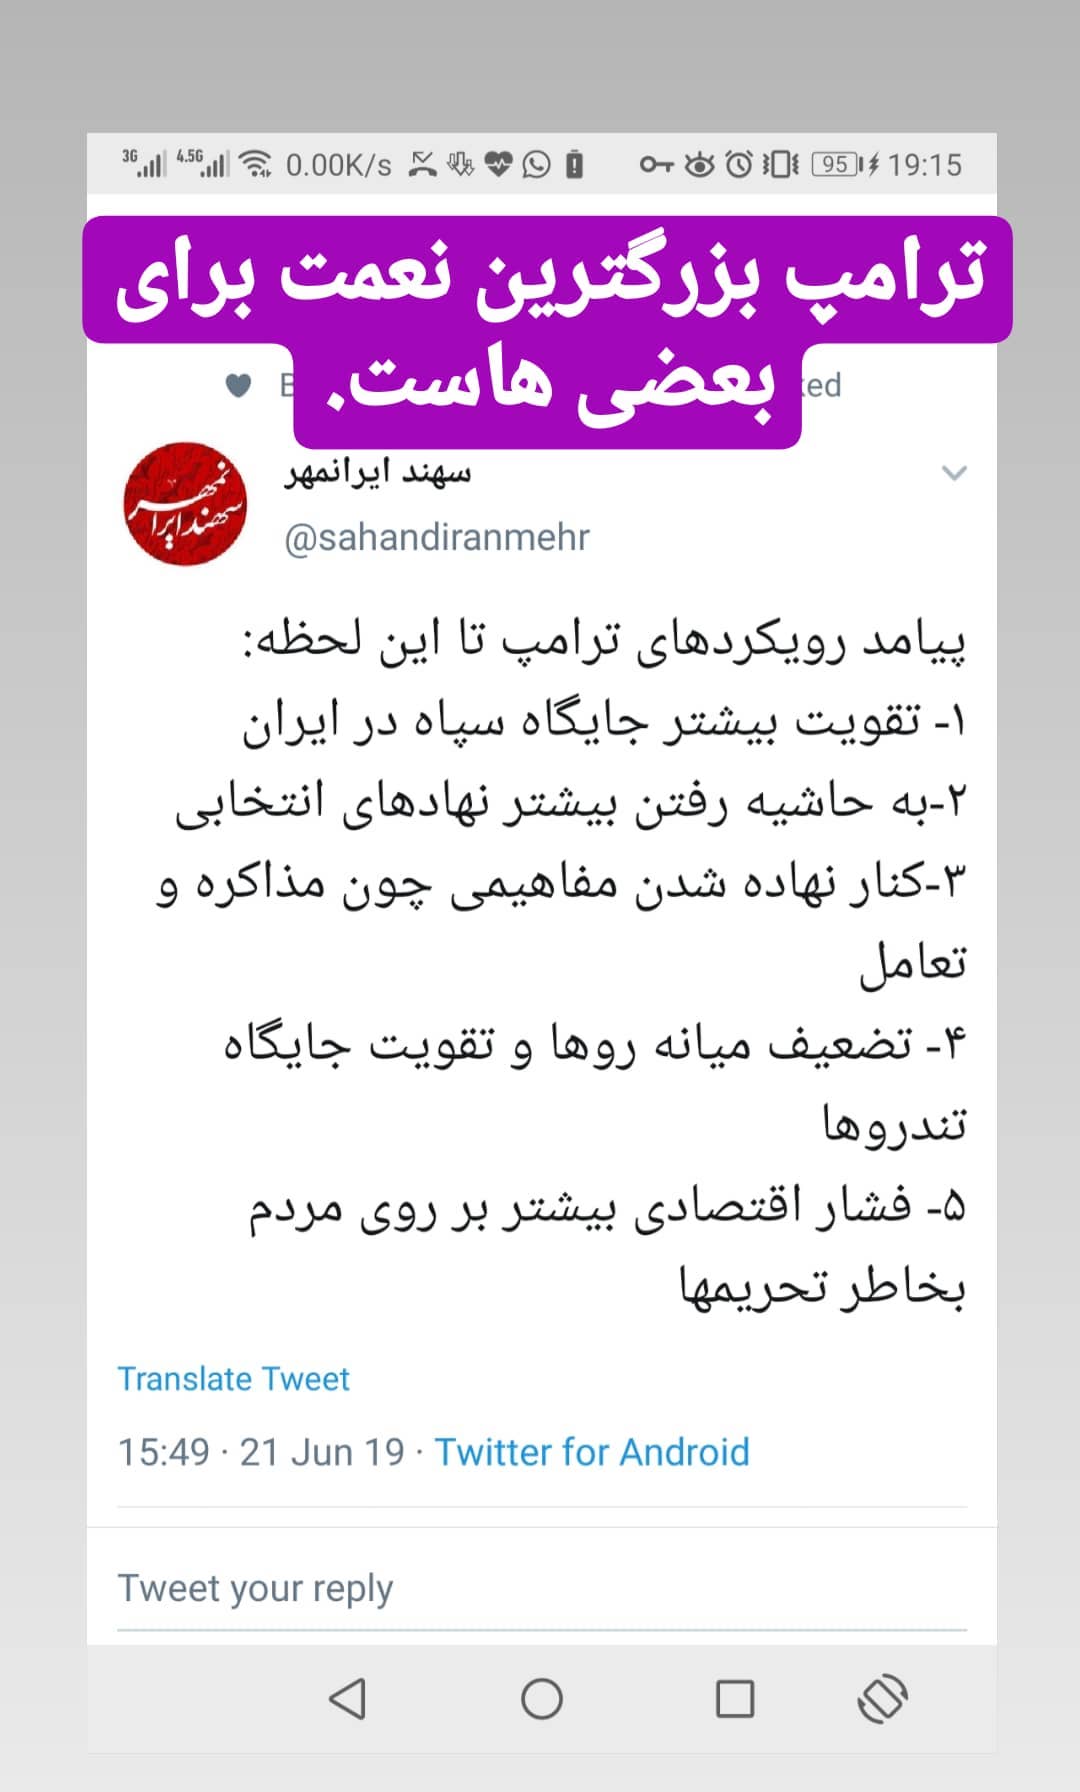 3G 4.5G 0.00K/s 95 19:15
ترامپ بزرگترین نعمت برای
بعضی هاست.
سهند ایرانمهر
سهند ایرانمهر
@sahandiranmehr
پیامد رویکردهای ترامپ تا این لحظه:
۱- تقویت بیشتر جایگاه سپاه در ایران
۲-به حاشیه رفتن بیشتر نهادهای انتخابی
۳-کنار نهاده شدن مفاهیمی چون مذاکره و
تعامل
۴- تضعیف میانه روها و تقویت جایگاه
تندروها
۵- فشار اقتصادی بیشتر بر روی مردم
بخاطر تحریمها
Translate Tweet
15:49 · 21 Jun 19 · Twitter for Android
Tweet your reply